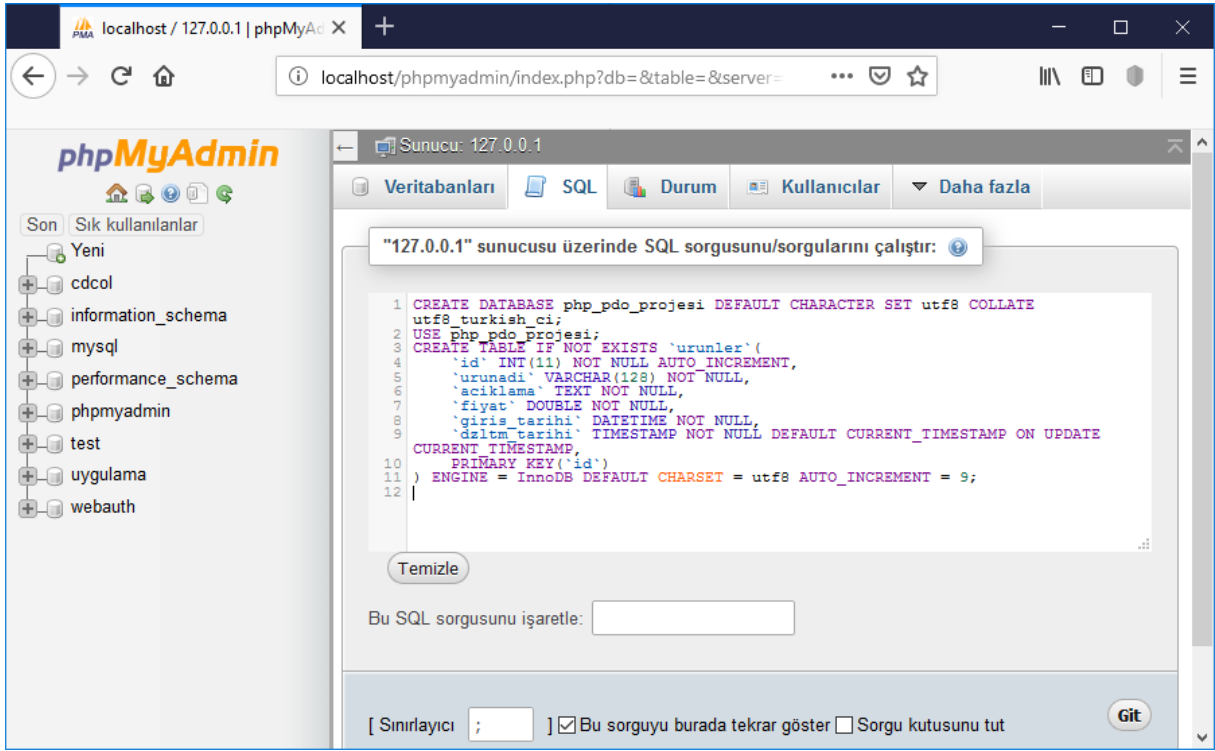 localhost / 127.0.0.1 | phpMyAd
localhost/phpmyadmin/index.php?db=&table=&server=
phpMyAdmin
Son Sık kullanılanlar
Yeni
cdcol
information_schema
mysql
performance_schema
phpmyadmin
test
uygulama
webauth
Sunucu: 127.0.0.1
Veritabanları SQL Durum Kullanıcılar Daha fazla
"127.0.0.1" sunucusu üzerinde SQL sorgusunu/sorgularını çalıştır:
1 CREATE DATABASE php_pdo_projesi DEFAULT CHARACTER SET utf8 COLLATE
utf8_turkish_ci;
2 USE php_pdo_projesi;
3 CREATE TABLE IF NOT EXISTS `urunler`(
4 `id` INT(11) NOT NULL AUTO_INCREMENT,
5 `urunadi` VARCHAR(128) NOT NULL,
6 `aciklama` TEXT NOT NULL,
7 `fiyat` DOUBLE NOT NULL,
8 `giris_tarihi` DATETIME NOT NULL,
9 `dzltm_tarihi` TIMESTAMP NOT NULL DEFAULT CURRENT_TIMESTAMP ON UPDATE
CURRENT_TIMESTAMP,
10 PRIMARY KEY(`id`)
11 ) ENGINE = InnoDB DEFAULT CHARSET = utf8 AUTO_INCREMENT = 9;
12
Temizle
Bu SQL sorgusunu işaretle:
[ Sınırlayıcı ; ] Bu sorguyu burada tekrar göster Sorgu kutusunu tut
Git